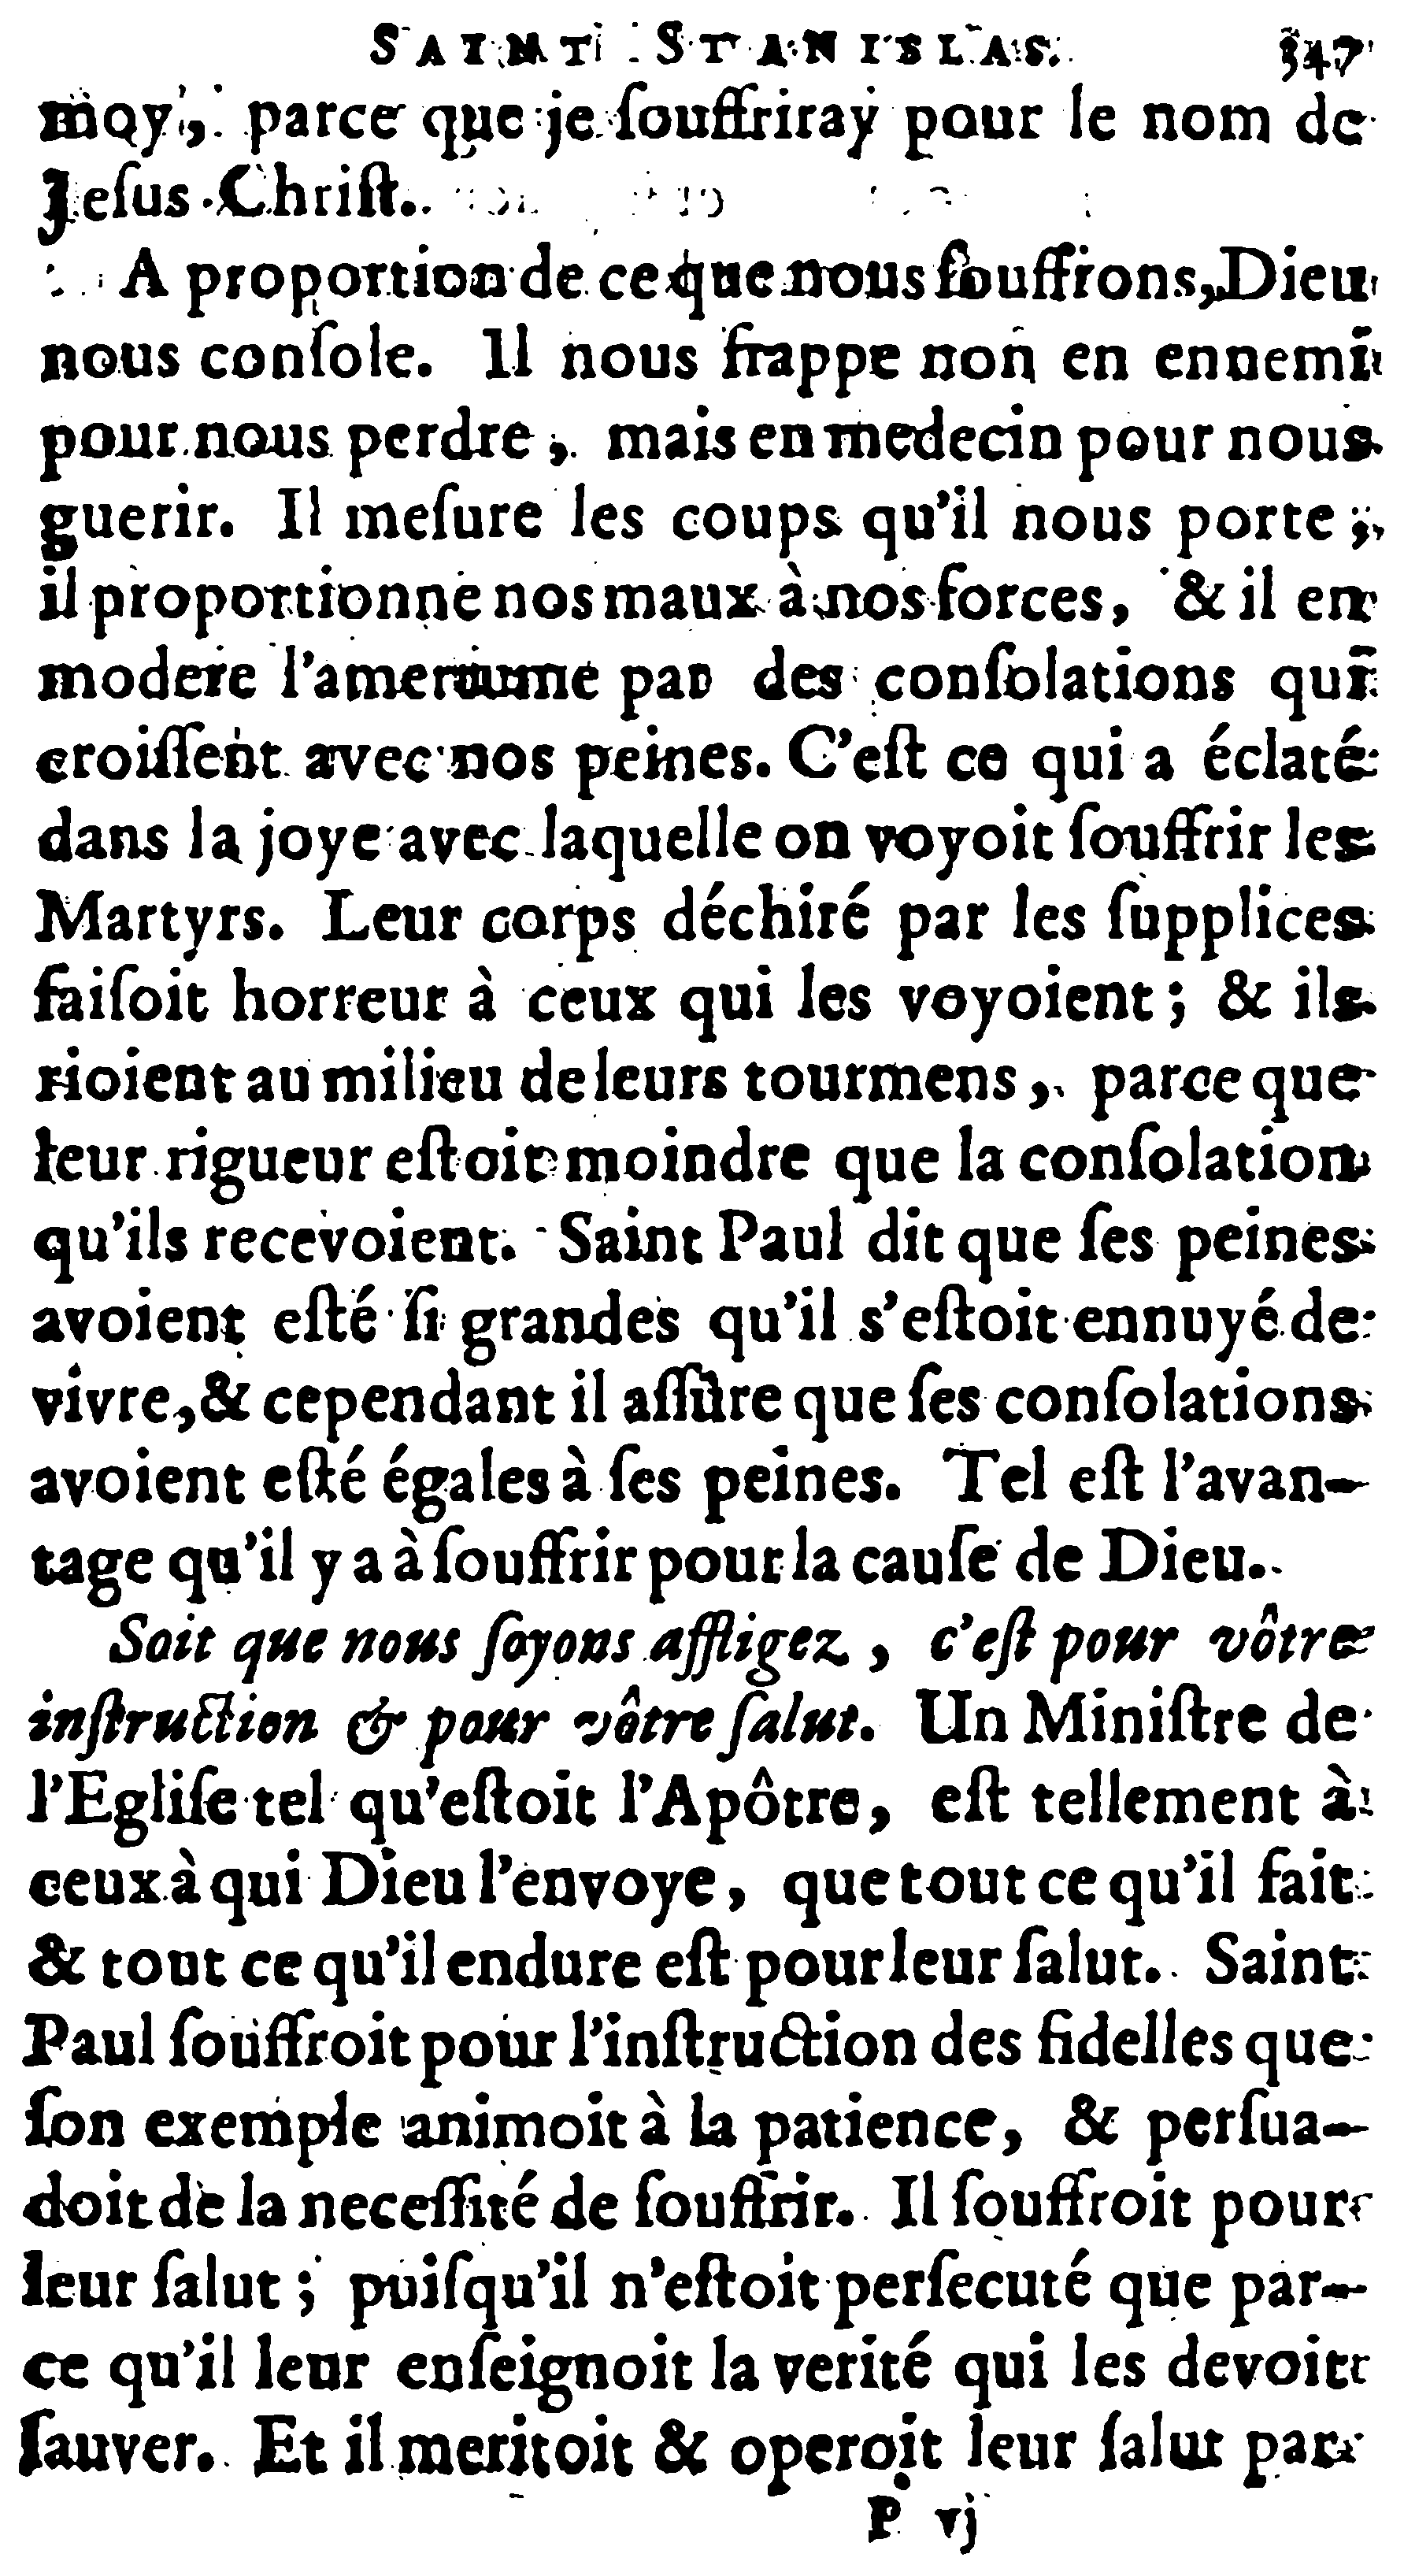 SAINT STANISLAS. 347
moy, parce que je ſouffriray pour le nom de
Jeſus Chriſt.
A proportion de ce que nous ſouffrons, Dieu
nous conſole. Il nous frappe non en ennemi
pour nous perdre, mais en medecin pour nous
guerir. Il meſure les coups qu'il nous porte;
il proportionne nos maux à nos forces, & il en
modere l'amertume par des conſolations qui
croiſſent avec nos peines. C'eſt ce qui a éclaté
dans la joye avec laquelle on voyoit ſouffrir les
Martyrs. Leur corps déchiré par les ſupplices
faiſoit horreur à ceux qui les voyoient; & ils
rioient au milieu de leurs tourmens, parce que
leur rigueur eſtoit moindre que la conſolation
qu'ils recevoient. Saint Paul dit que ſes peines
avoient eſté ſi grandes qu'il s'eſtoit ennuyé de
vivre, & cependant il aſſûre que ſes conſolations
avoient eſté égales à ſes peines. Tel eſt l'avan-
tage qu'il y a à ſouffrir pour la cauſe de Dieu.
Soit que nous ſoyons affligez, c'eſt pour vôtre
inſtruction & pour vôtre ſalut. Un Miniſtre de
l'Egliſe tel qu'eſtoit l'Apôtre, eſt tellement à
ceux à qui Dieu l'envoye, que tout ce qu'il fait
& tout ce qu'il endure eſt pour leur ſalut. Saint
Paul ſouffroit pour l'inſtruction des fidelles que
ſon exemple animoit à la patience, & perſua-
doit de la neceſſité de ſouffrir. Il ſouffroit pour
leur ſalut; puiſqu'il n'eſtoit perſecuté que par-
ce qu'il leur enſeignoit la verité qui les devoit
ſauver. Et il meritoit & operoit leur ſalut par
P vj